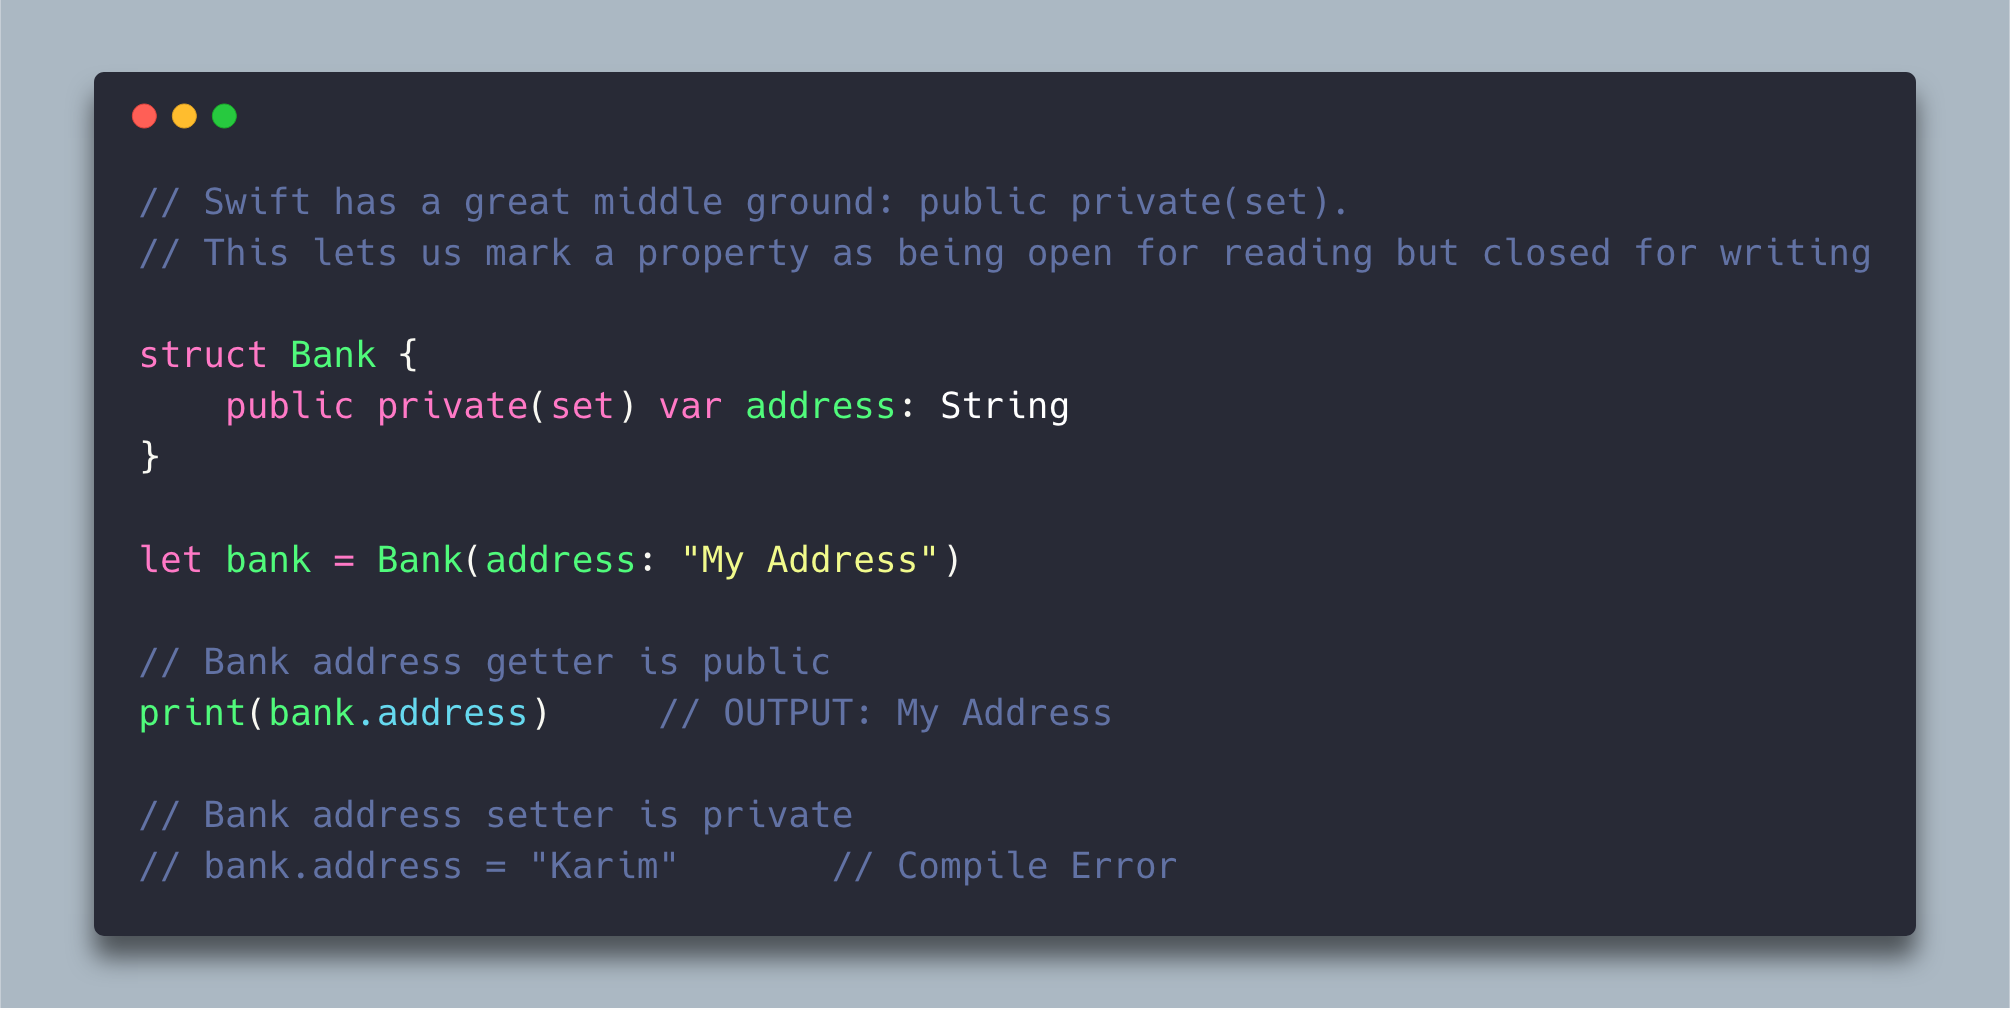 // Swift has a great middle ground: public private(set).
// This lets us mark a property as being open for reading but closed for writing
struct Bank {
    public private(set) var address: String
}
let bank = Bank(address: "My Address")
// Bank address getter is public
print(bank.address)     // OUTPUT: My Address
// Bank address setter is private
// bank.address = "Karim"       // Compile Error